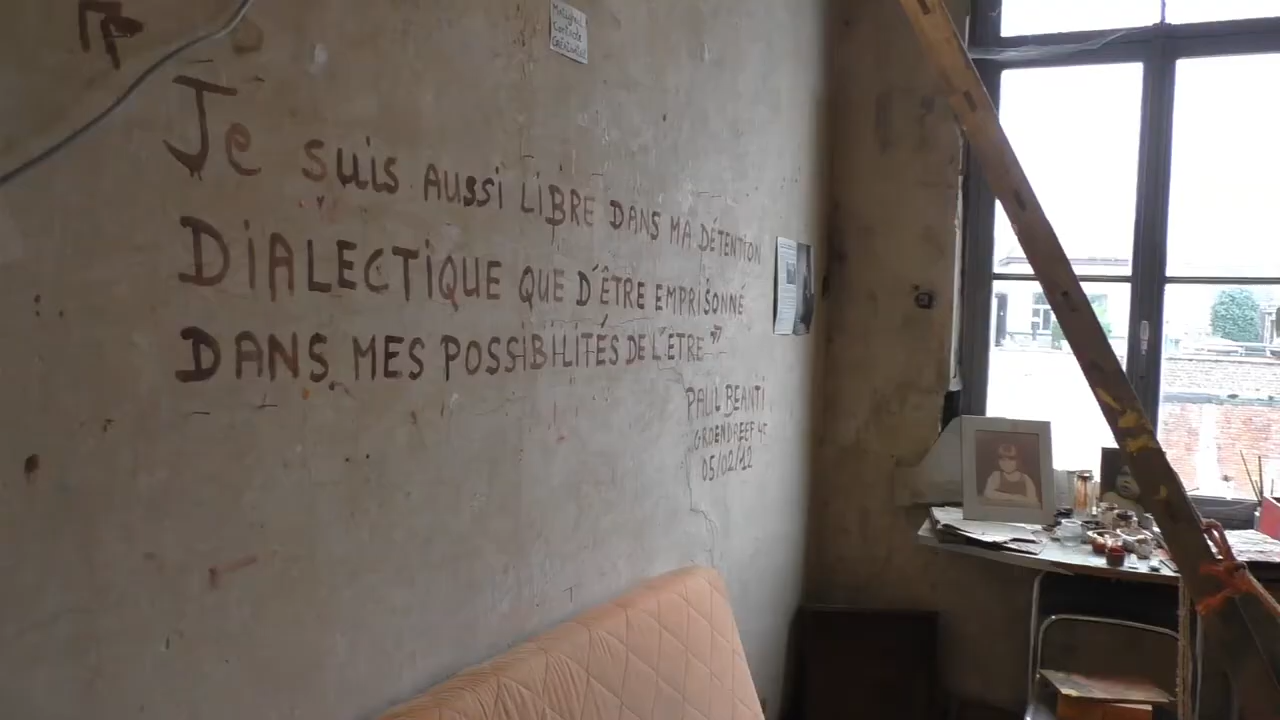 Je suis AUSSI LIBRE DANS MA DÉTENTION
DIALECTIQUE QUE D'ÊTRE EMPRISONNÉ
DANS MES POSSIBILITÉS DE L'ÊTRE"
PAUL BEANTI
GROENDREEF 45
05/02/12